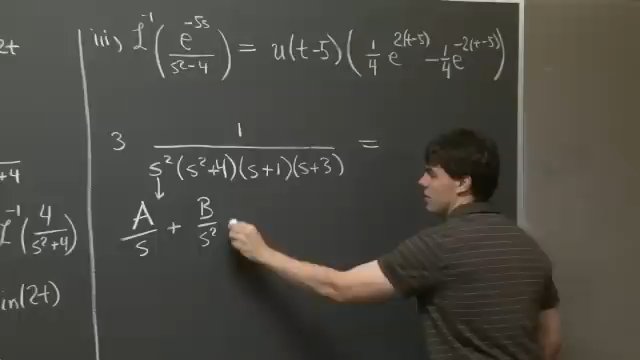 2t
iii, L^-1 ( e^-5s / s²-4 ) = u(t-5) ( 1/4 e^2(t-5) - 1/4 e^-2(t-5) )
3 1 / s²(s²+4)(s+1)(s+3) =
+4
A/s + B/s²
L^-1 ( 4 / s²+4 )
in(2t)